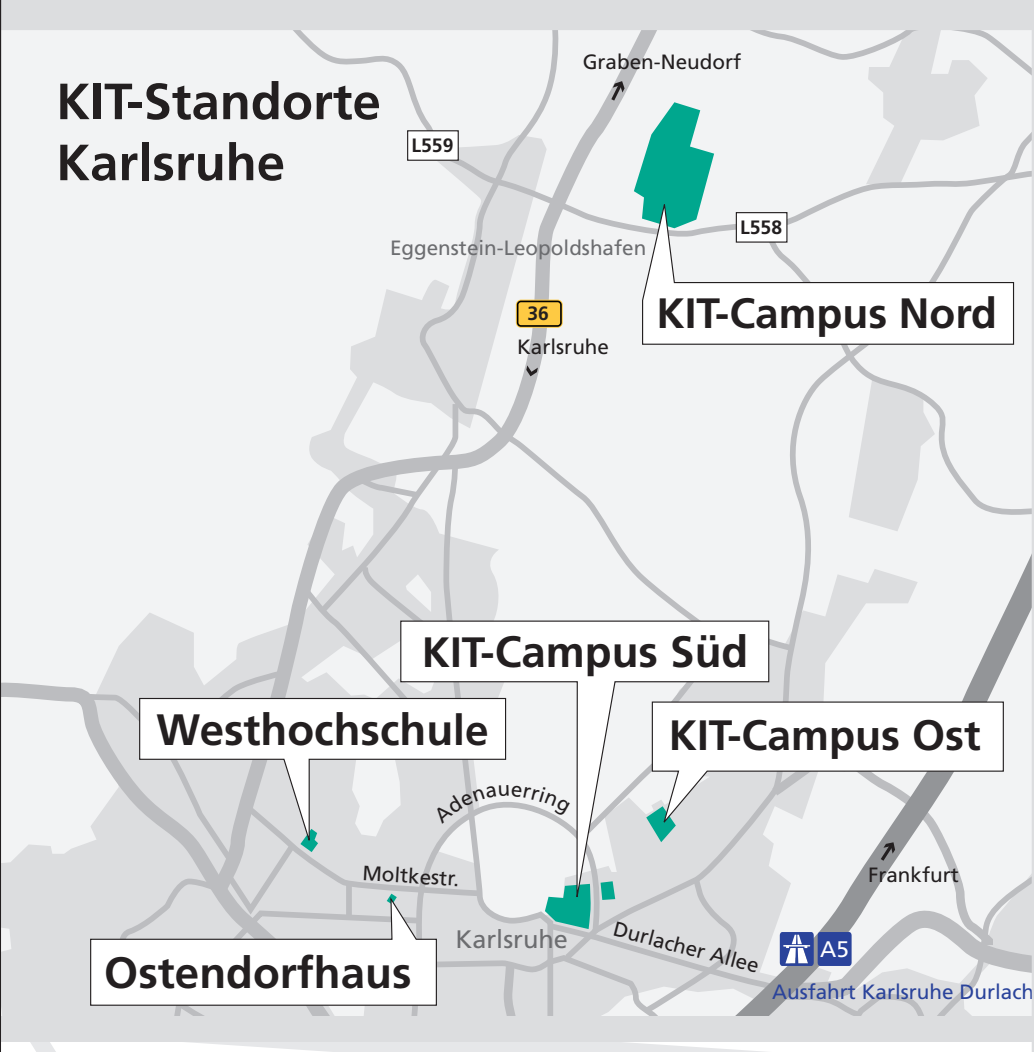 KIT-Standorte
Karlsruhe
Graben-Neudorf
L559
L558
Eggenstein-Leopoldshafen
KIT-Campus Nord
36
Karlsruhe
KIT-Campus Süd
Westhochschule
KIT-Campus Ost
Adenauerring
Moltkestr.
Frankfurt
Karlsruhe
Durlacher Allee
A5
Ostendorfhaus
Ausfahrt Karlsruhe Durlach